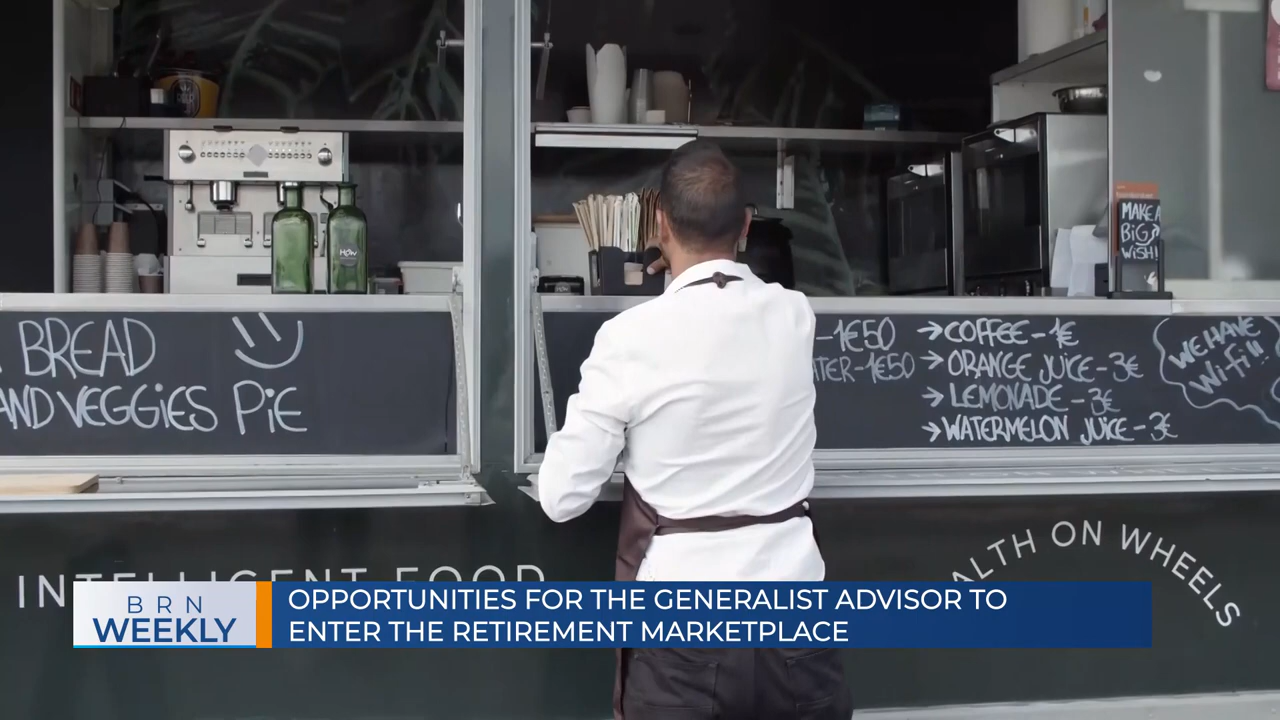 BREAD
AND VEGGiES PiE
-1€50
ATER-1€50
→COFFEE-1€
→ORANGE JUiCE-3€
→LEMONADE-3€
→WATERMELON JUiCE-3€
WE HAVE
Wi-Fi!!!
MAKE A
BiG
WiSH!
INTELLIGENT FOOD
ALTH ON WHEELS
BRN
WEEKLY
OPPORTUNITIES FOR THE GENERALIST ADVISOR TO
ENTER THE RETIREMENT MARKETPLACE